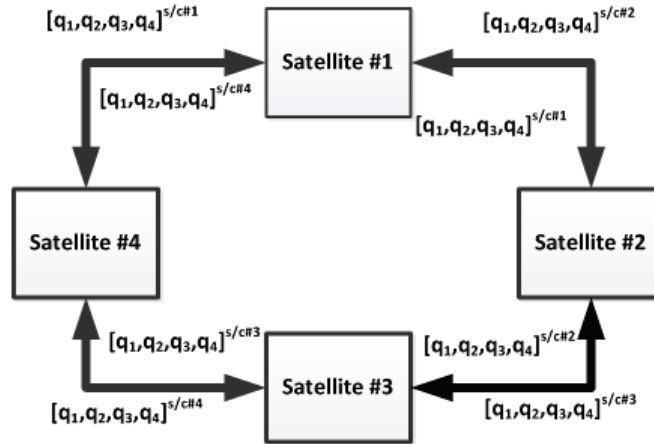 [q₁,q₂,q₃,q₄]ˢ/ᶜ#¹
[q₁,q₂,q₃,q₄]ˢ/ᶜ#²
Satellite #1
[q₁,q₂,q₃,q₄]ˢ/ᶜ#⁴
[q₁,q₂,q₃,q₄]ˢ/ᶜ#¹
Satellite #4
Satellite #2
[q₁,q₂,q₃,q₄]ˢ/ᶜ#³
[q₁,q₂,q₃,q₄]ˢ/ᶜ#²
Satellite #3
[q₁,q₂,q₃,q₄]ˢ/ᶜ#⁴
[q₁,q₂,q₃,q₄]ˢ/ᶜ#³